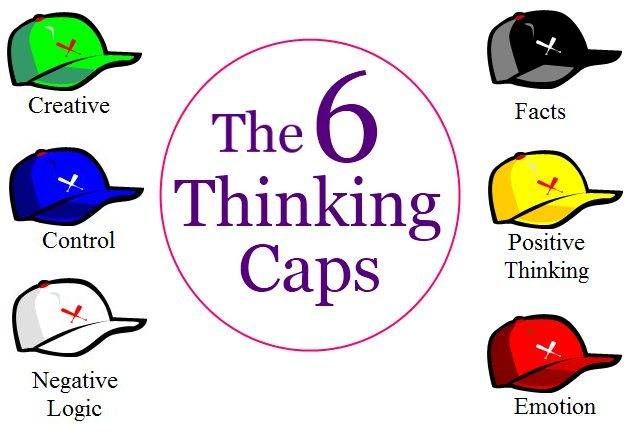 The 6
Thinking
Caps
Creative
Control
Negative
Logic
Facts
Positive
Thinking
Emotion